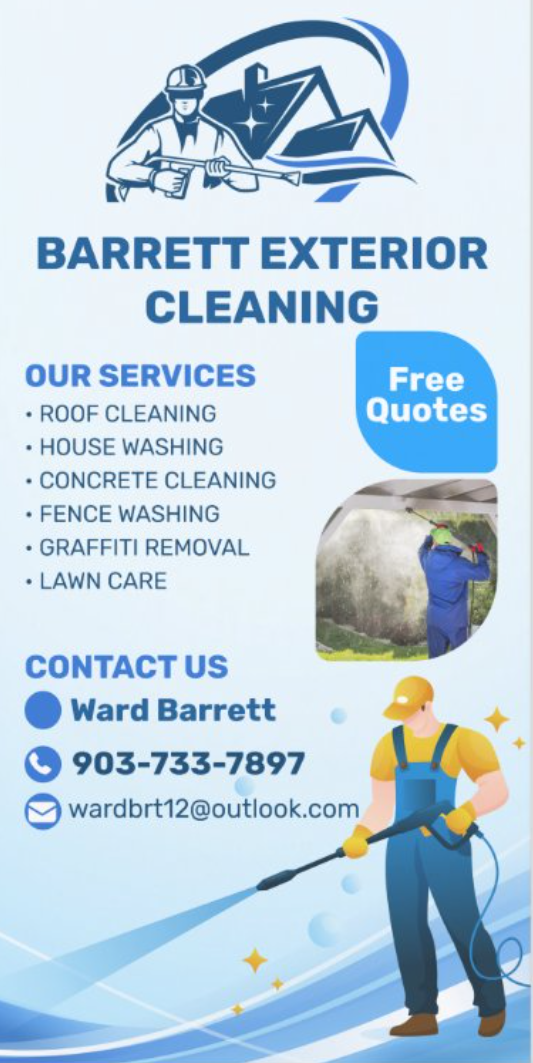 BARRETT EXTERIOR
CLEANING
OUR SERVICES
• ROOF CLEANING
• HOUSE WASHING
• CONCRETE CLEANING
• FENCE WASHING
• GRAFFITI REMOVAL
• LAWN CARE
Free
Quotes
CONTACT US
Ward Barrett
903-733-7897
wardbrt12@outlook.com